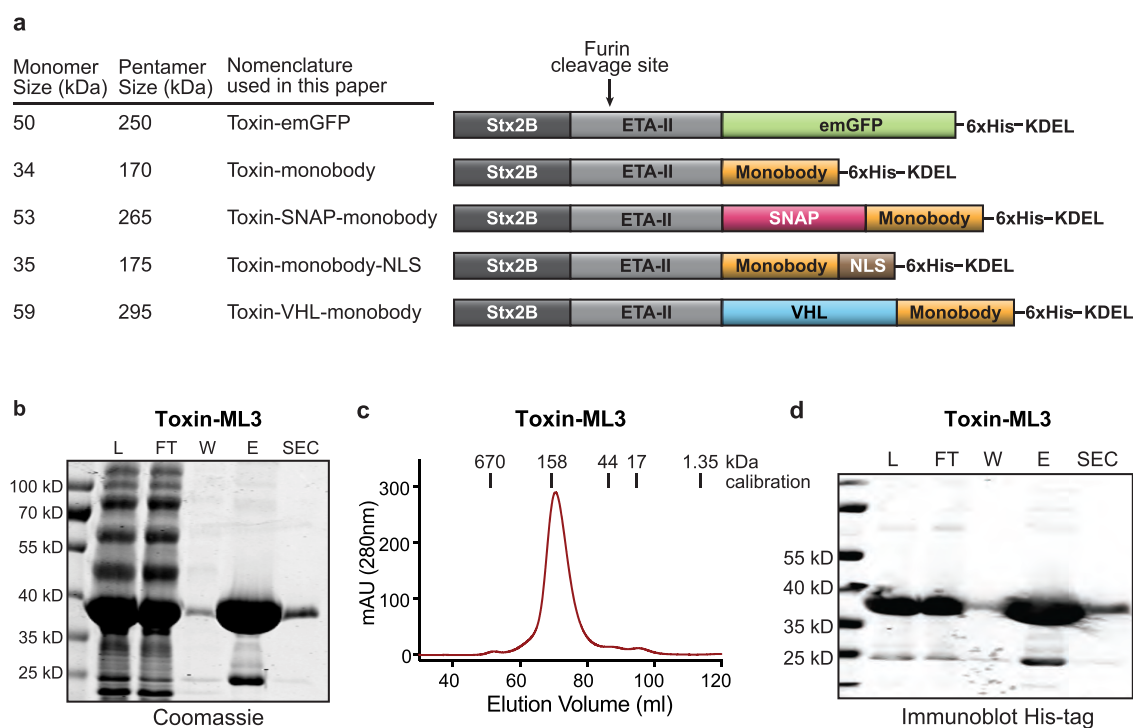 a
Furin
cleavage site
Monomer Size (kDa) Pentamer Size (kDa) Nomenclature used in this paper
50 250 Toxin-emGFP Stx2B ETA-II emGFP 6xHis–KDEL
34 170 Toxin-monobody Stx2B ETA-II Monobody 6xHis–KDEL
53 265 Toxin-SNAP-monobody Stx2B ETA-II SNAP Monobody 6xHis–KDEL
35 175 Toxin-monobody-NLS Stx2B ETA-II Monobody NLS 6xHis–KDEL
59 295 Toxin-VHL-monobody Stx2B ETA-II VHL Monobody 6xHis–KDEL
b
Toxin-ML3
L FT W E SEC
100 kD
70 kD
55 kD
40 kD
35 kD
25 kD
Coomassie
c
Toxin-ML3
670 158 44 17 1.35 kDa
calibration
300
200
100
0
mAU (280nm)
40 60 80 100 120
Elution Volume (ml)
d
Toxin-ML3
L FT W E SEC
55 kD
40 kD
35 kD
25 kD
Immunoblot His-tag